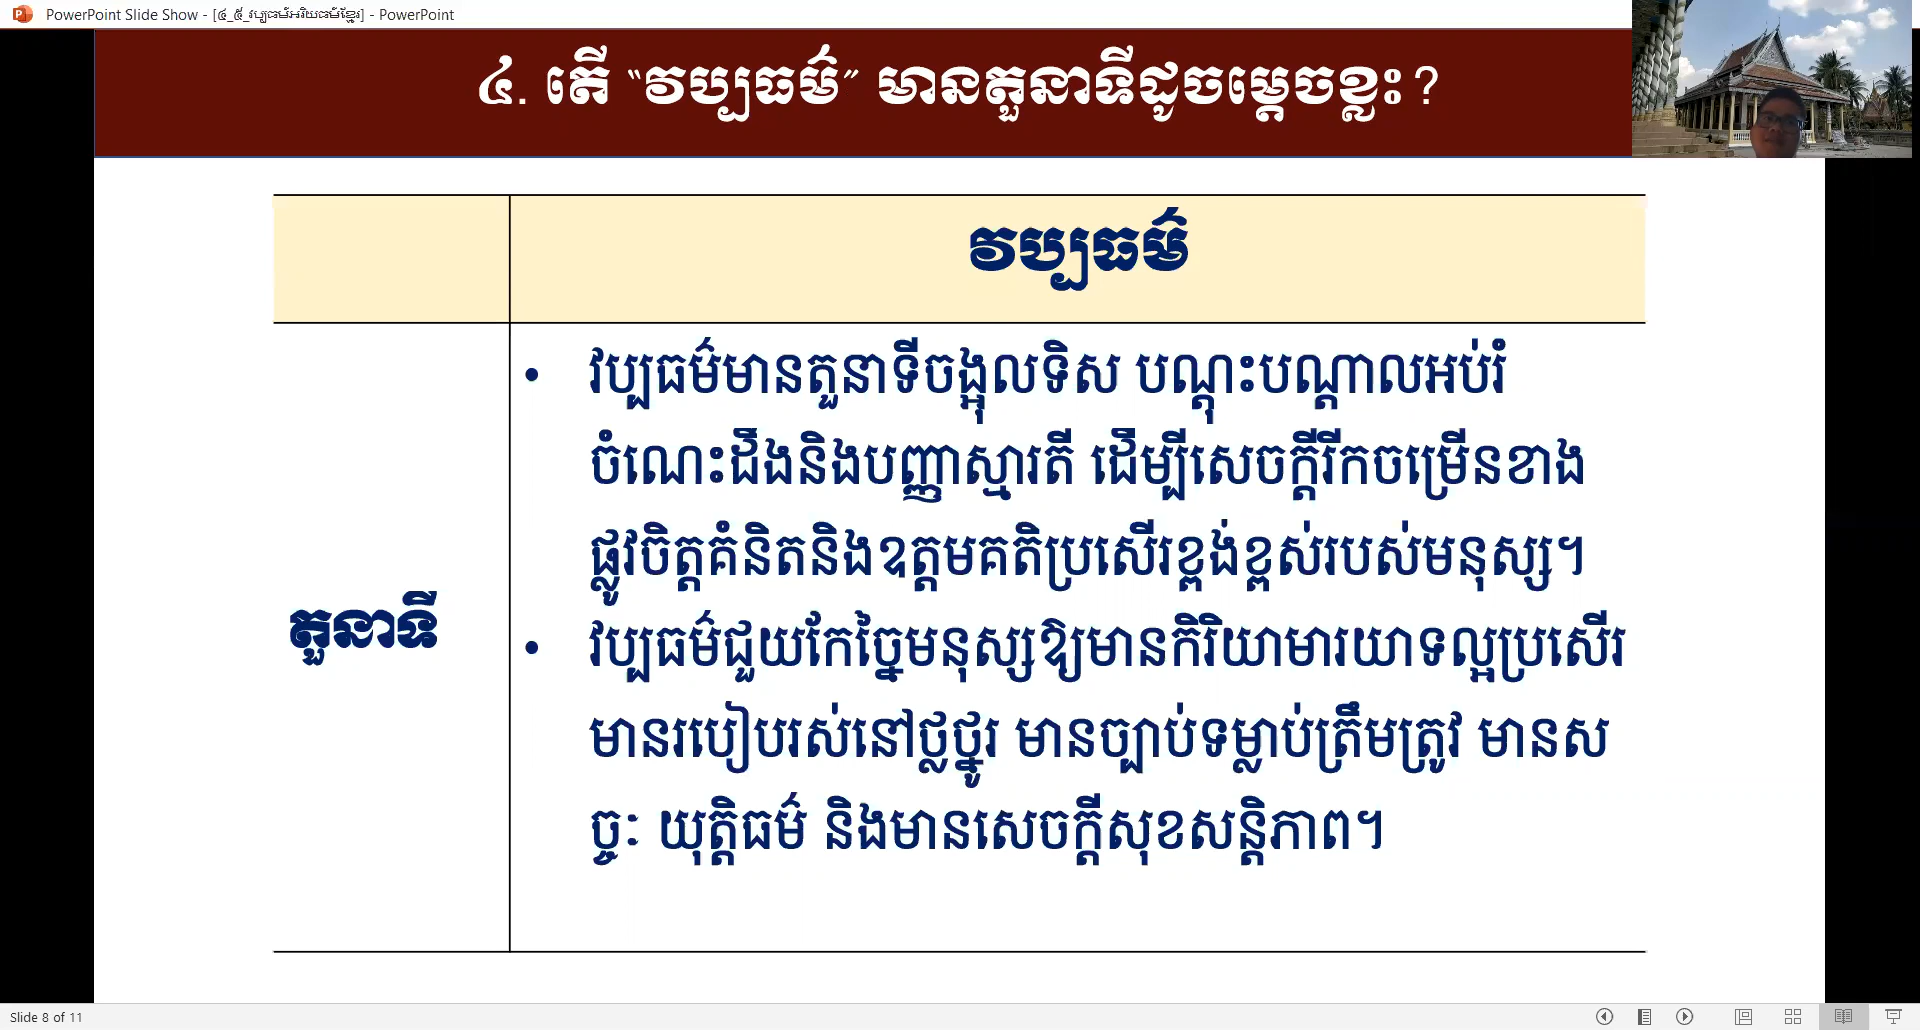 PowerPoint Slide Show - [៤_៥_វប្បធម៌អរិយធម៌ខ្មែរ] - PowerPoint
៤. តើ “វប្បធម៌” មានតួនាទីដូចម្ដេចខ្លះ?
វប្បធម៌
តួនាទី
• វប្បធម៌មានតួនាទីចង្អុលទិស បណ្ដុះបណ្ដាលអប់រំ
ចំណេះដឹងនិងបញ្ញាស្មារតី ដើម្បីសេចក្ដីរីកចម្រើនខាង
ផ្លូវចិត្តគំនិតនិងឧត្តមគតិប្រសើរខ្ពង់ខ្ពស់របស់មនុស្ស។
• វប្បធម៌ជួយកែច្នៃមនុស្សឱ្យមានកិរិយាមារយាទល្អប្រសើរ
មានរបៀបរស់នៅថ្លៃថ្នូរ មានច្បាប់ទម្លាប់ត្រឹមត្រូវ មានស
ច្ចៈ យុត្តិធម៌ និងមានសេចក្ដីសុខសន្តិភាព។
Slide 8 of 11